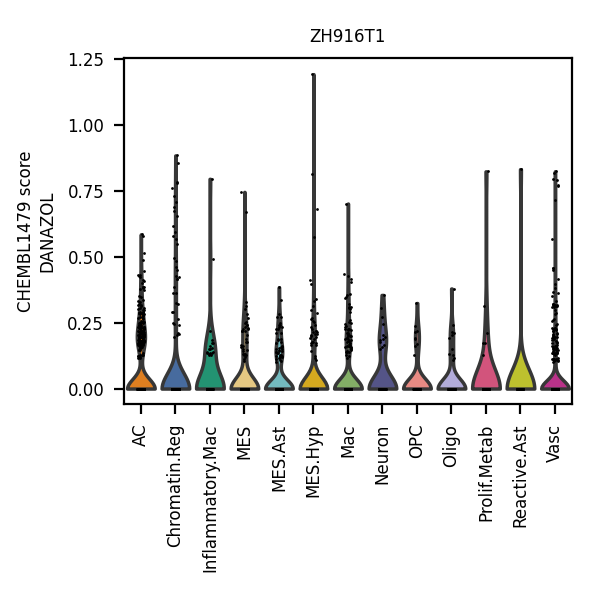 ZH916T1
CHEMBL1479 score
DANAZOL
1.25
1.00
0.75
0.50
0.25
0.00
AC
Chromatin.Reg
Inflammatory.Mac
MES
MES.Ast
MES.Hyp
Mac
Neuron
OPC
Oligo
Prolif.Metab
Reactive.Ast
Vasc